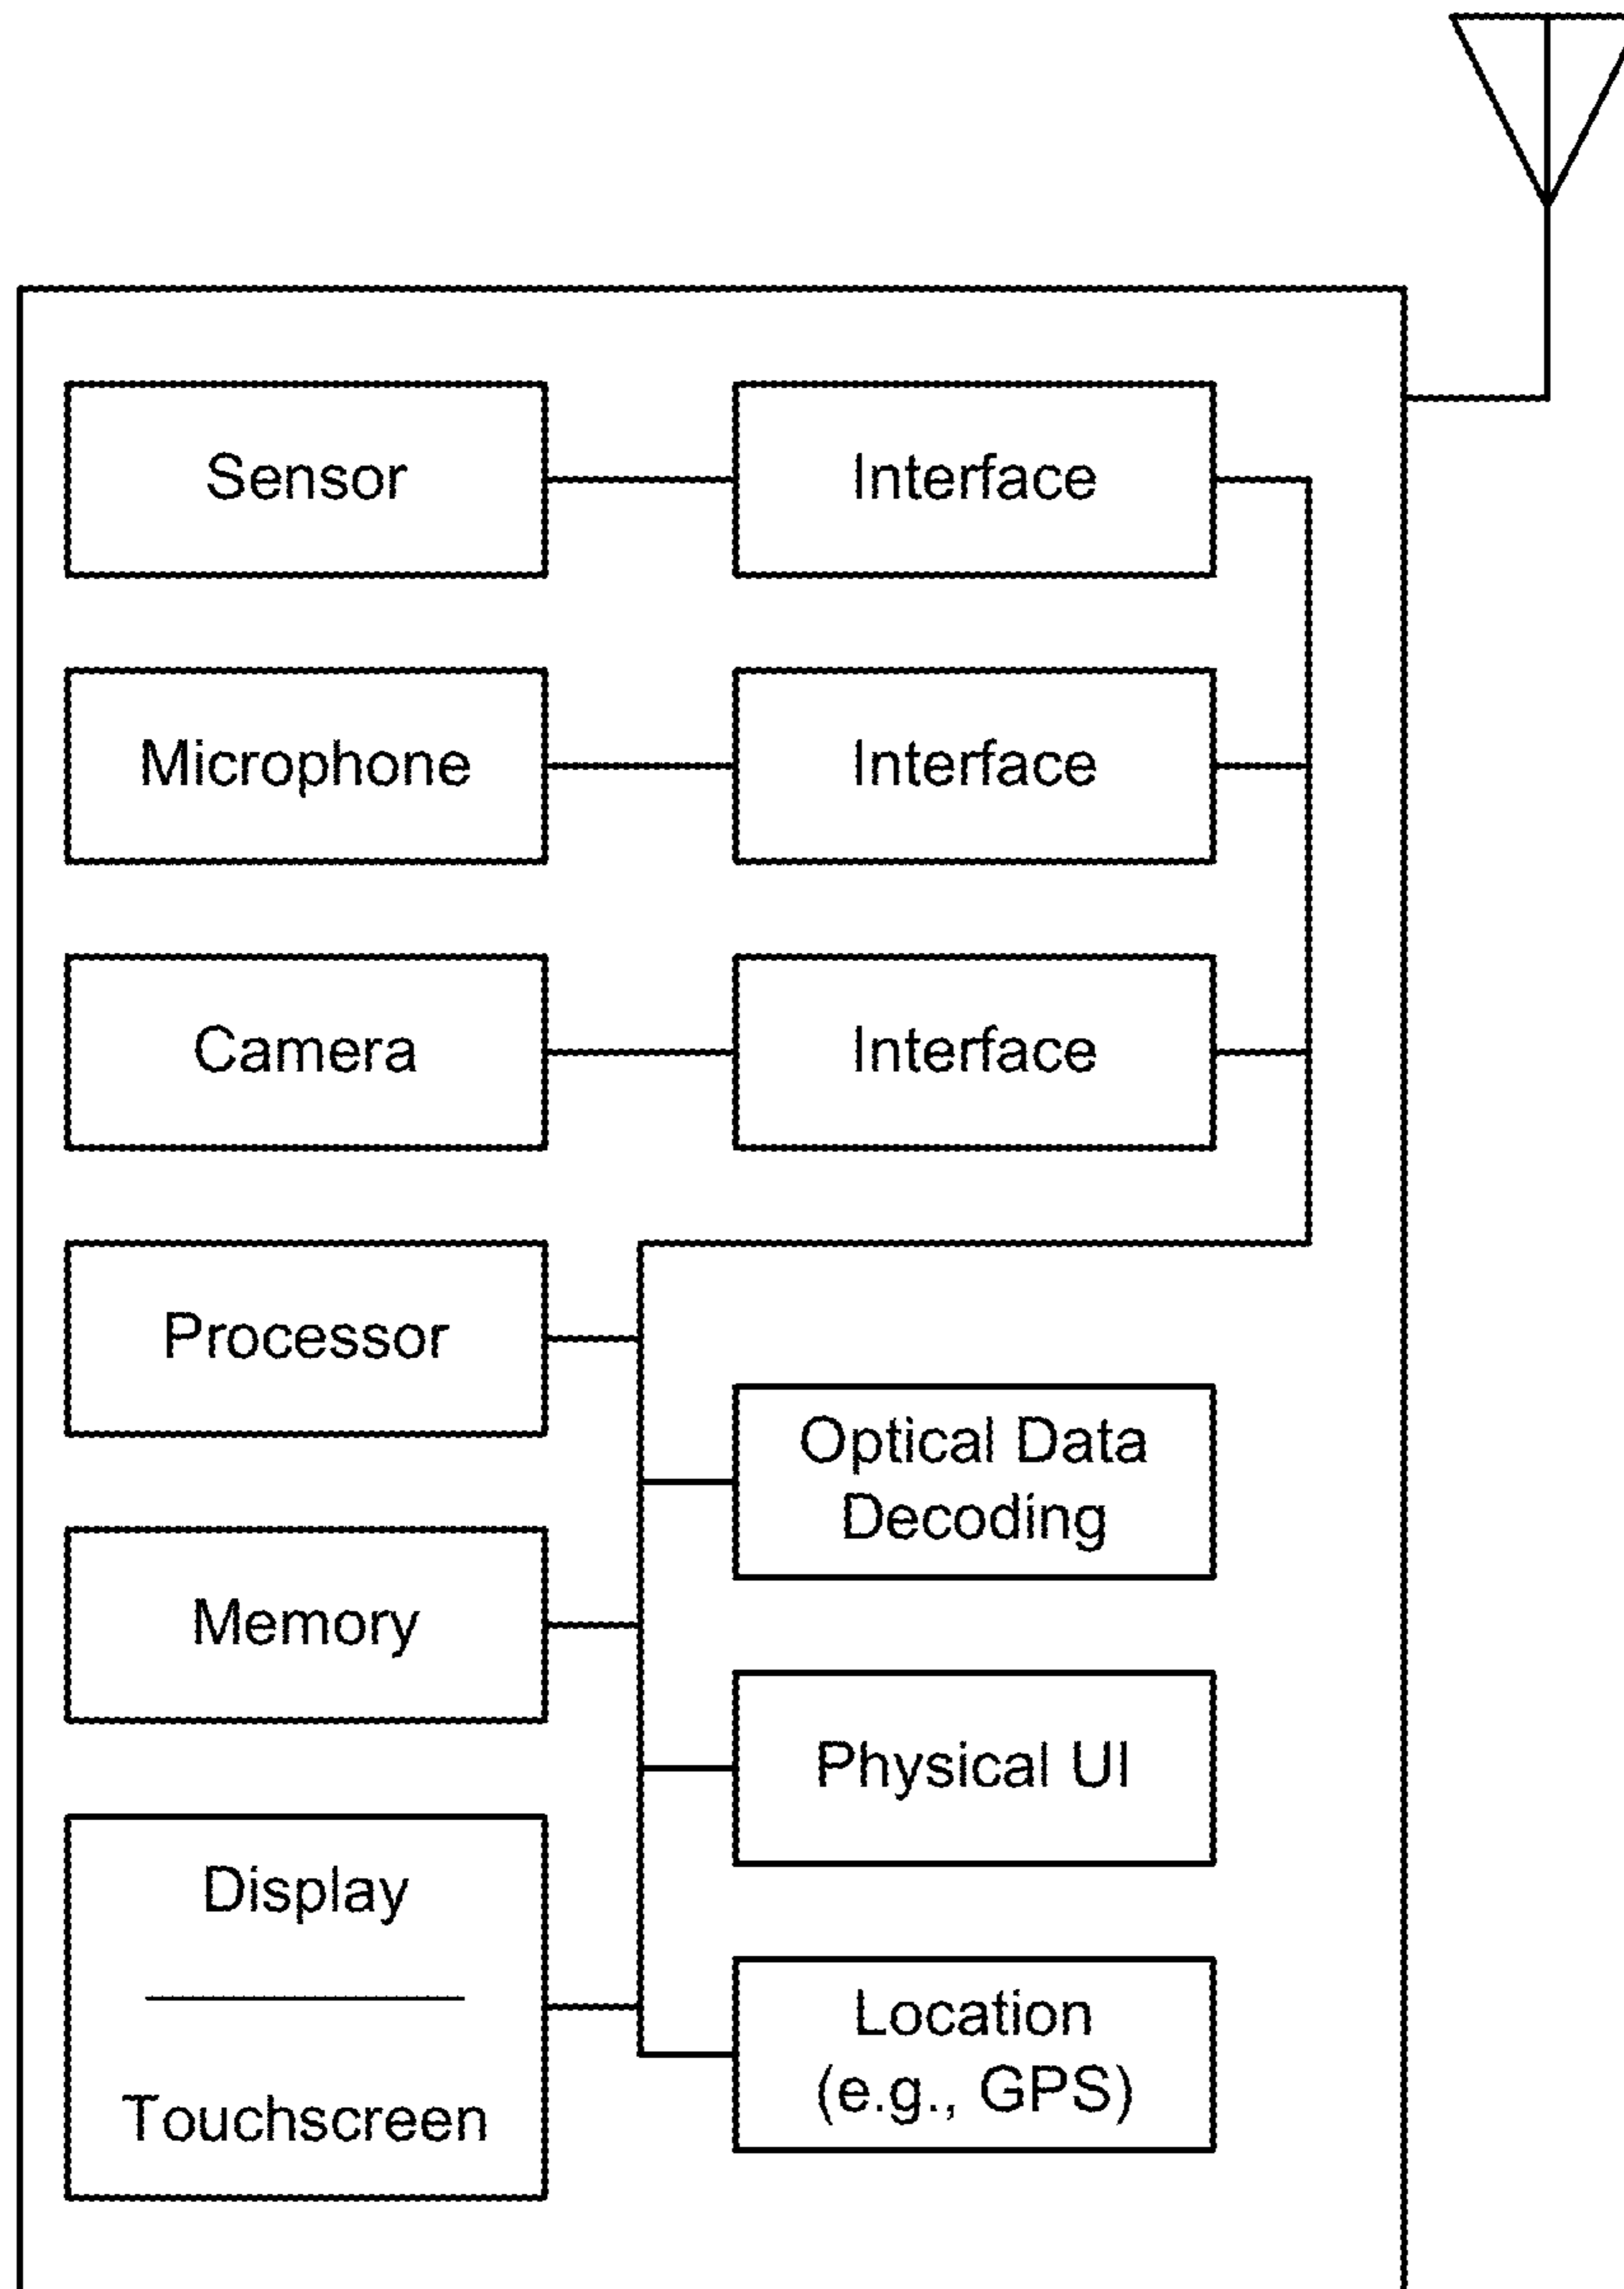 Sensor
Interface
Microphone
Interface
Camera
Interface
Processor
Optical Data
Decoding
Memory
Physical UI
Display
Touchscreen
Location
(e.g., GPS)